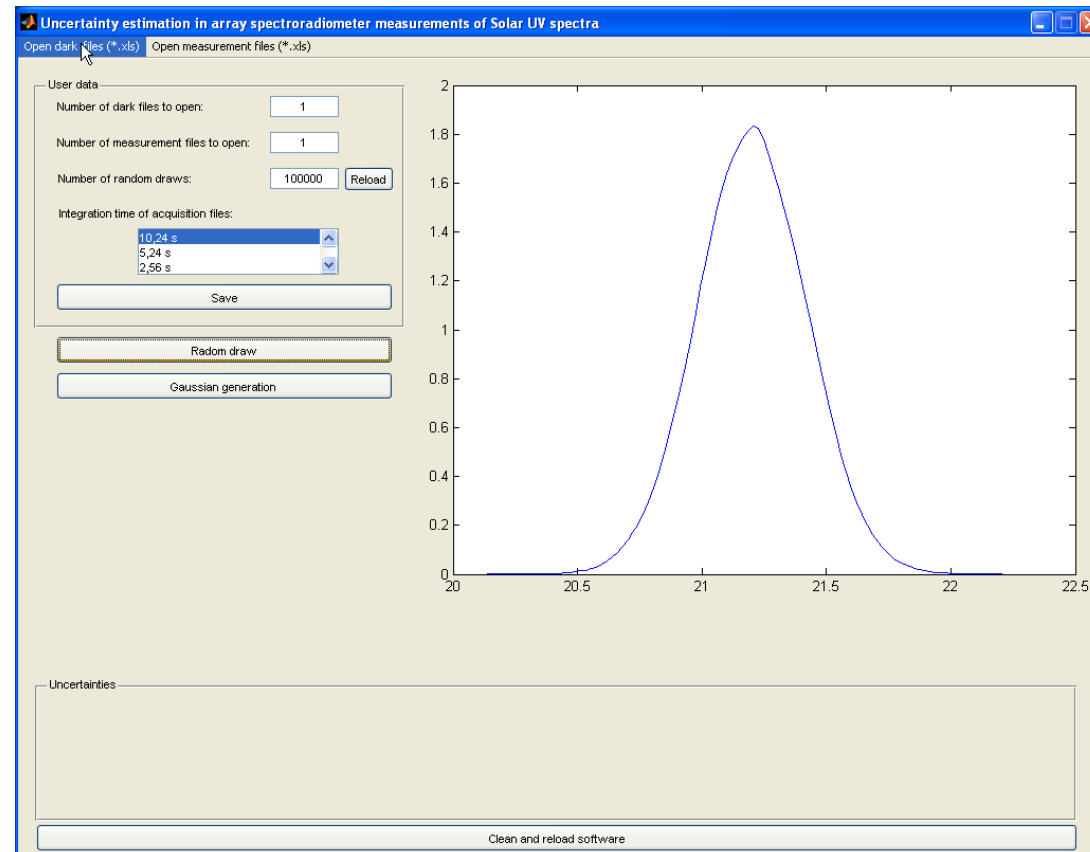 Uncertainty estimation in array spectroradiometer measurements of Solar UV spectra
Open dark files (*.xls) Open measurement files (*.xls)
User data
Number of dark files to open: 1
Number of measurement files to open: 1
Number of random draws: 100000 Reload
Integration time of acquisition files:
10,24 s
5,24 s
2,56 s
Save
Radom draw
Gaussian generation
2
1.8
1.6
1.4
1.2
1
0.8
0.6
0.4
0.2
0
20 20.5 21 21.5 22 22.5
Uncertainties
Clean and reload software